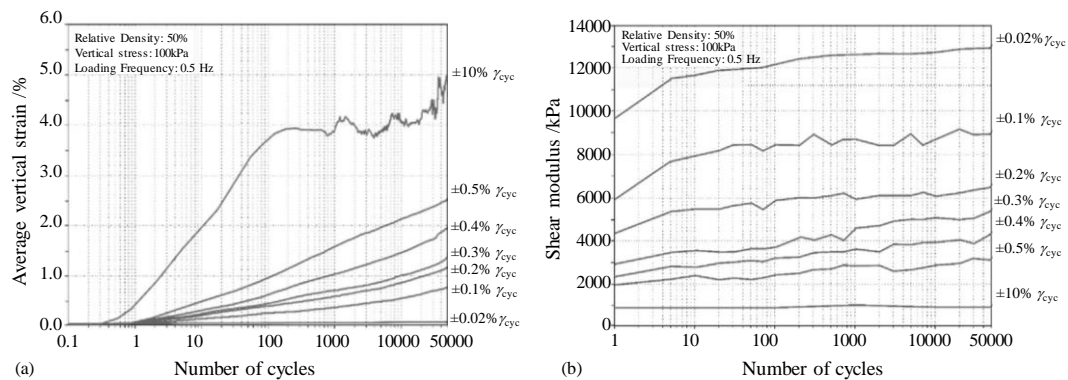 6.0
Relative Density: 50%
Vertical stress: 100kPa
Loading Frequency: 0.5 Hz
5.0
±10% γcyc
4.0
3.0
±0.5% γcyc
2.0
±0.4% γcyc
±0.3% γcyc
±0.2% γcyc
1.0
±0.1% γcyc
±0.02% γcyc
0.0
0.1 1 10 100 1000 10000 50000
Average vertical strain /%
(a) Number of cycles
14000
Relative Density: 50%
Vertical stress: 100kPa
Loading Frequency: 0.5 Hz
±0.02% γcyc
12000
10000
±0.1% γcyc
8000
±0.2% γcyc
6000
±0.3% γcyc
±0.4% γcyc
4000
±0.5% γcyc
2000
±10% γcyc
0
1 10 100 1000 10000 50000
Shear modulus /kPa
(b) Number of cycles